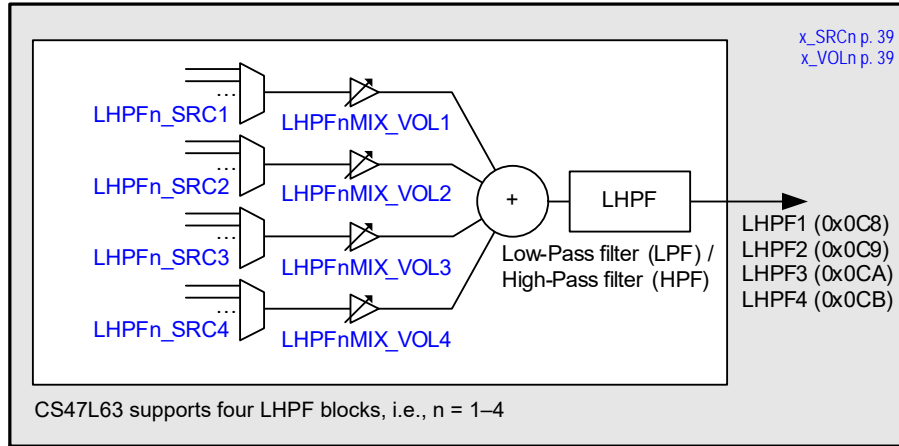 x_SRCn p. 39
x_VOLn p. 39
...
LHPFn_SRC1
LHPFnMIX_VOL1
...
LHPFn_SRC2
LHPFnMIX_VOL2
...
LHPFn_SRC3
LHPFnMIX_VOL3
...
LHPFn_SRC4
LHPFnMIX_VOL4
+
LHPF
Low-Pass filter (LPF) /
High-Pass filter (HPF)
LHPF1 (0x0C8)
LHPF2 (0x0C9)
LHPF3 (0x0CA)
LHPF4 (0x0CB)
CS47L63 supports four LHPF blocks, i.e., n = 1–4